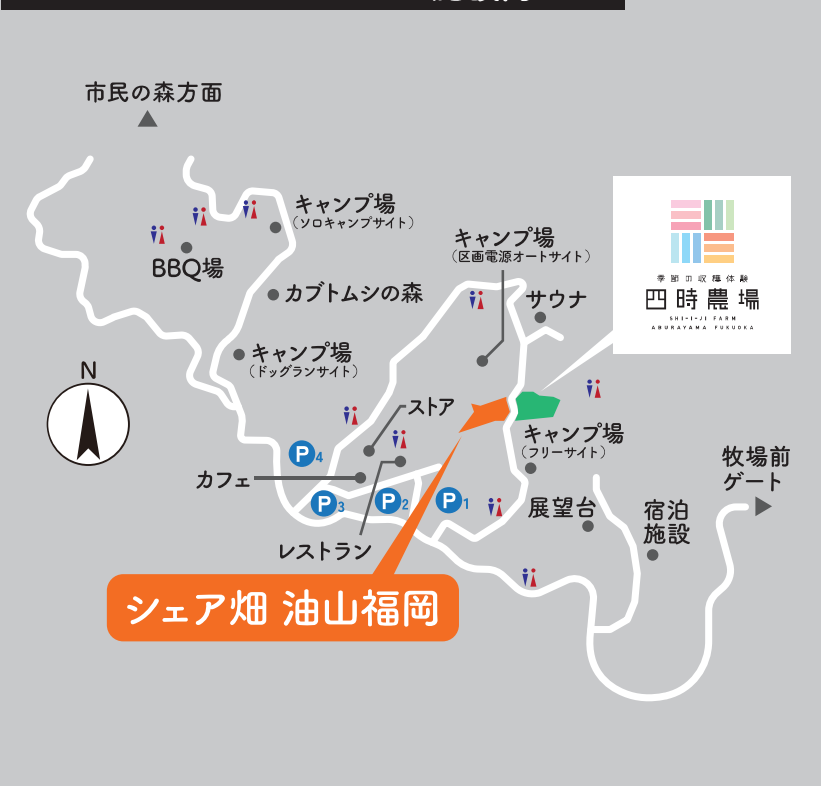 市民の森方面
キャンプ場
（ソロキャンプサイト）
BBQ場
キャンプ場
（区画電源オートサイト）
カブトムシの森
サウナ
季節の収穫体験
四時農場
SHI-I-JI FARM
ABURAYAMA FUKUOKA
キャンプ場
（ドッグランサイト）
N
ストア
キャンプ場
（フリーサイト）
P4
カフェ
P3
P2
P1
牧場前
ゲート
展望台
宿泊
施設
レストラン
シェア畑 油山福岡